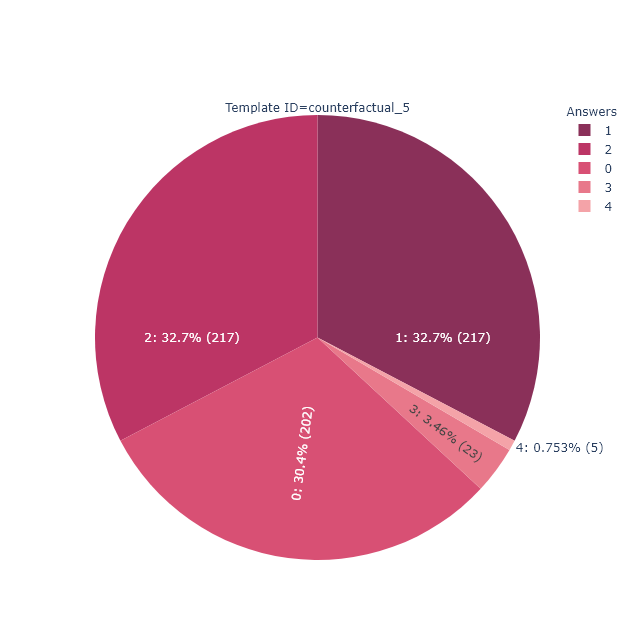 Template ID=counterfactual_5
Answers
1
2
0
3
4
2: 32.7% (217)
1: 32.7% (217)
0: 30.4% (202)
3: 3.46% (23)
4: 0.753% (5)